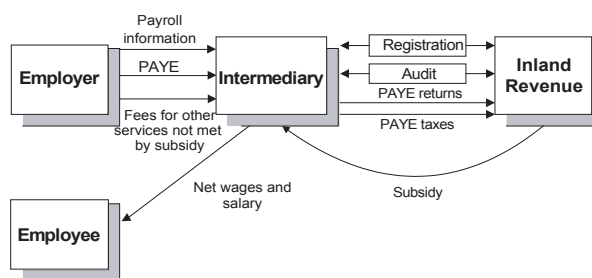 Payroll
information
PAYE
Fees for other
services not met
by subsidy
Employer
Intermediary
Registration
Audit
PAYE returns
PAYE taxes
Inland
Revenue
Net wages and
salary
Subsidy
Employee